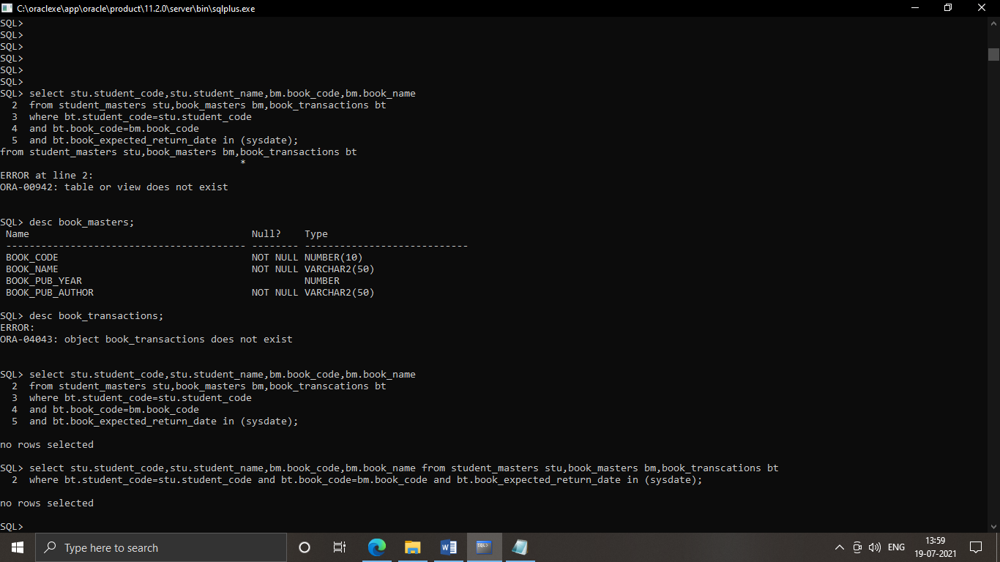 C:\oraclexe\app\oracle\product\11.2.0\server\bin\sqlplus.exe
SQL>
SQL>
SQL>
SQL>
SQL>
SQL>
SQL> select stu.student_code,stu.student_name,bm.book_code,bm.book_name
2 from student_masters stu,book_masters bm,book_transactions bt
3 where bt.student_code=stu.student_code
4 and bt.book_code=bm.book_code
5 and bt.book_expected_return_date in (sysdate);
from student_masters stu,book_masters bm,book_transactions bt
*
ERROR at line 2:
ORA-00942: table or view does not exist
SQL> desc book_masters;
Name Null? Type
----------------------------------------- -------- ----------------------------
BOOK_CODE NOT NULL NUMBER(10)
BOOK_NAME NOT NULL VARCHAR2(50)
BOOK_PUB_YEAR NUMBER
BOOK_PUB_AUTHOR NOT NULL VARCHAR2(50)
SQL> desc book_transactions;
ERROR:
ORA-04043: object book_transactions does not exist
SQL> select stu.student_code,stu.student_name,bm.book_code,bm.book_name
2 from student_masters stu,book_masters bm,book_transcations bt
3 where bt.student_code=stu.student_code
4 and bt.book_code=bm.book_code
5 and bt.book_expected_return_date in (sysdate);
no rows selected
SQL> select stu.student_code,stu.student_name,bm.book_code,bm.book_name from student_masters stu,book_masters bm,book_transcations bt
2 where bt.student_code=stu.student_code and bt.book_code=bm.book_code and bt.book_expected_return_date in (sysdate);
no rows selected
SQL>
Type here to search
ENG
13:59
19-07-2021